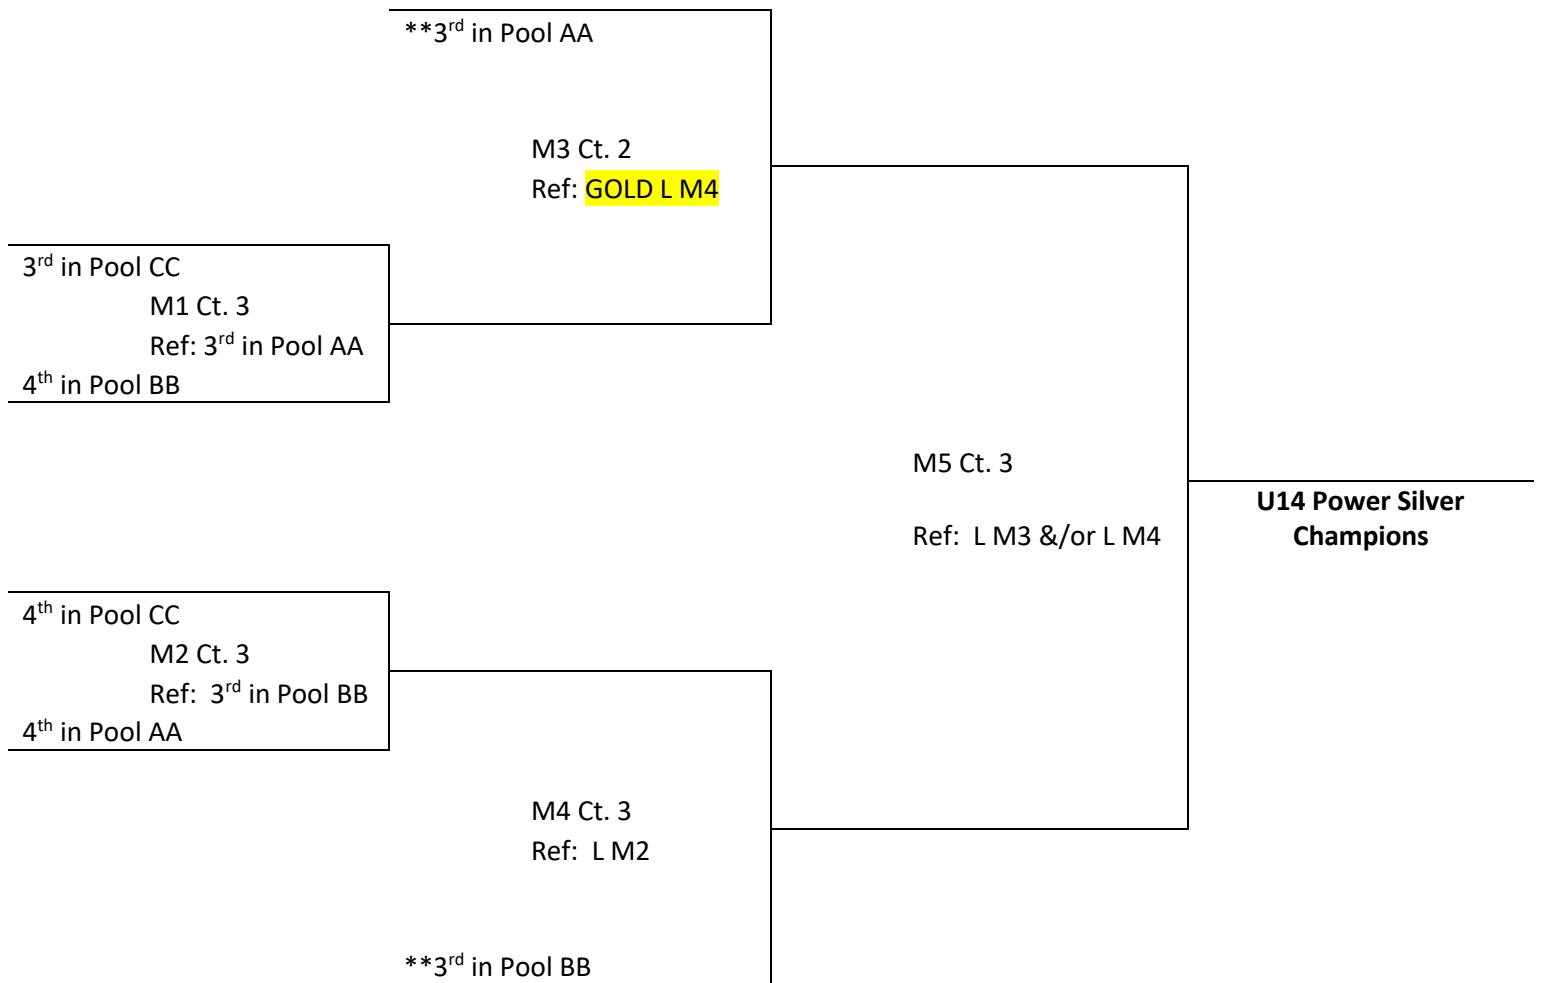 **3rd in Pool AA
M3 Ct. 2
Ref: GOLD L M4
3rd in Pool CC
M1 Ct. 3
Ref: 3rd in Pool AA
4th in Pool BB
M5 Ct. 3
Ref: L M3 &/or L M4
U14 Power Silver
Champions
4th in Pool CC
M2 Ct. 3
Ref: 3rd in Pool BB
4th in Pool AA
M4 Ct. 3
Ref: L M2
**3rd in Pool BB